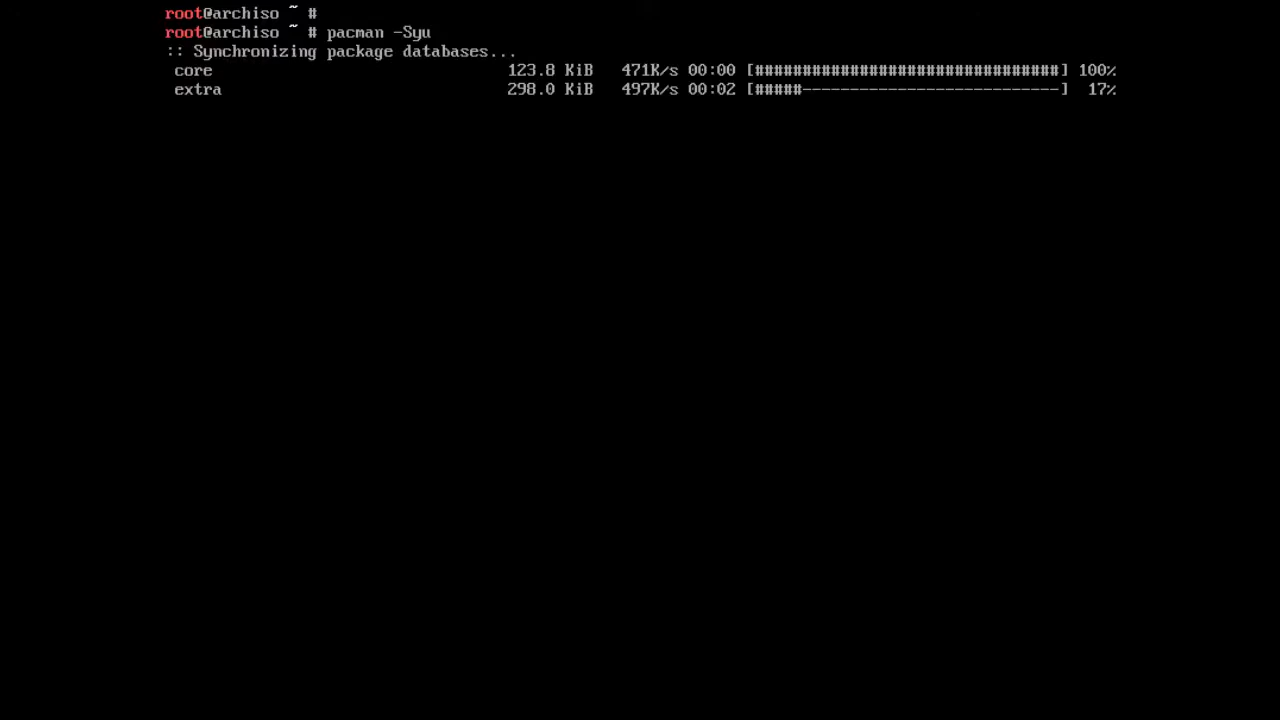 root@archiso ~ #
root@archiso ~ # pacman -Syu
:: Synchronizing package databases...
core 123.8 KiB 471K/s 00:00 [################################] 100%
extra 298.0 KiB 497K/s 00:02 [#####---------------------------] 17%